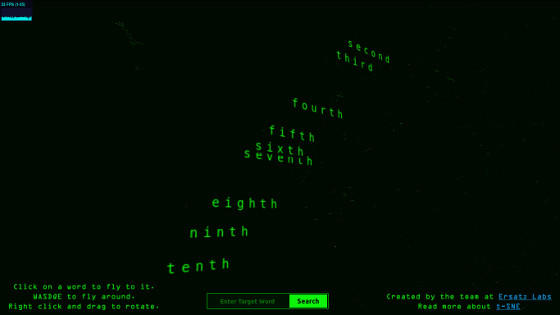 second
third
fourth
fifth
sixth
seventh
eighth
ninth
tenth
Click on a word to fly to it.
WASDQE to fly around.
Right click and drag to rotate.
Enter Target Word
Search
Created by the team at Ersatz Labs
Read more about t-SNE.